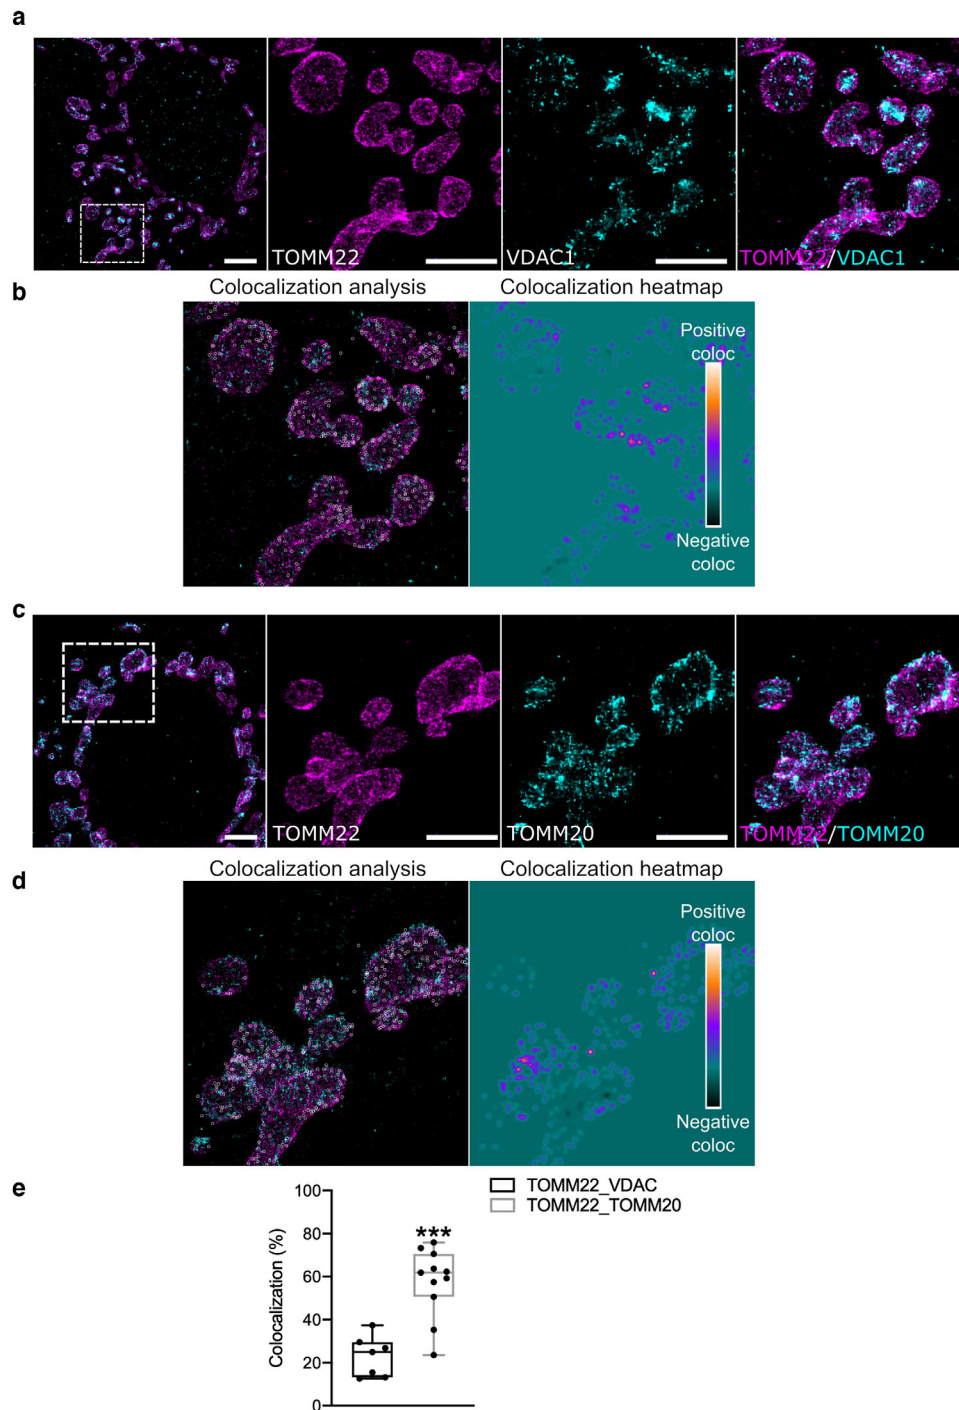 a
TOMM22
VDAC1
TOMM22/VDAC1
b
Colocalization analysis
Colocalization heatmap
Positive
coloc
Negative
coloc
c
TOMM22
TOMM20
TOMM22/TOMM20
d
Colocalization analysis
Colocalization heatmap
Positive
coloc
Negative
coloc
e
TOMM22_VDAC
TOMM22_TOMM20
Colocalization (%)
100
80
60
40
20
0
***